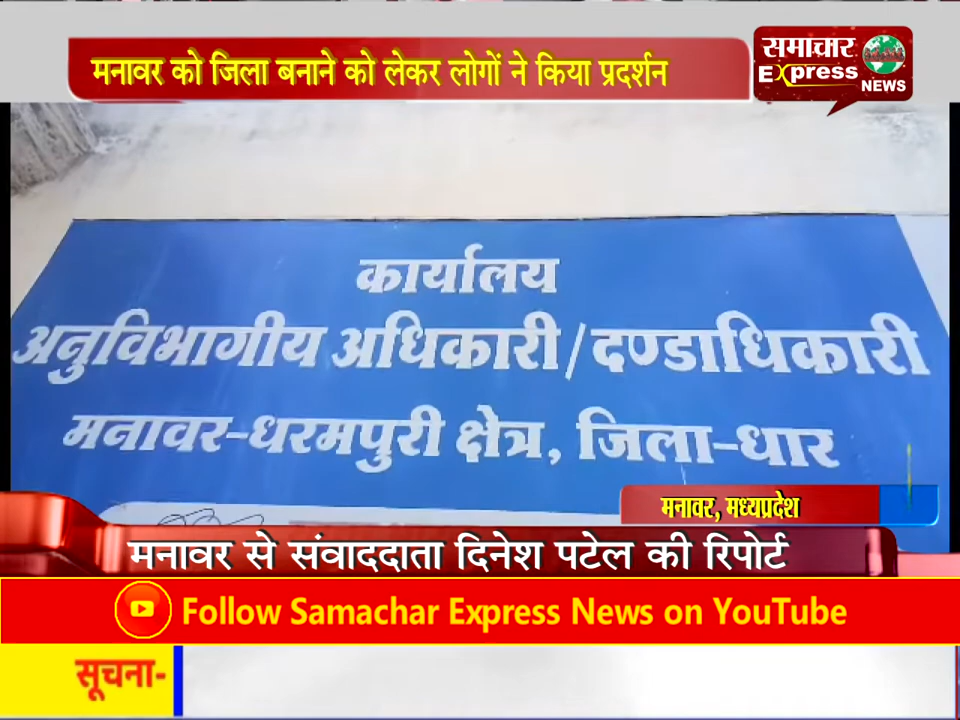 मनावर को जिला बनाने को लेकर लोगों ने किया प्रदर्शन
समाचार
Express
NEWS
कार्यालय
अनुविभागीय अधिकारी/दण्डाधिकारी
मनावर-धरमपुरी क्षेत्र, जिला-धार
मनावर, मध्यप्रदेश
मनावर से संवाददाता दिनेश पटेल की रिपोर्ट
Follow Samachar Express News on YouTube
सूचना-